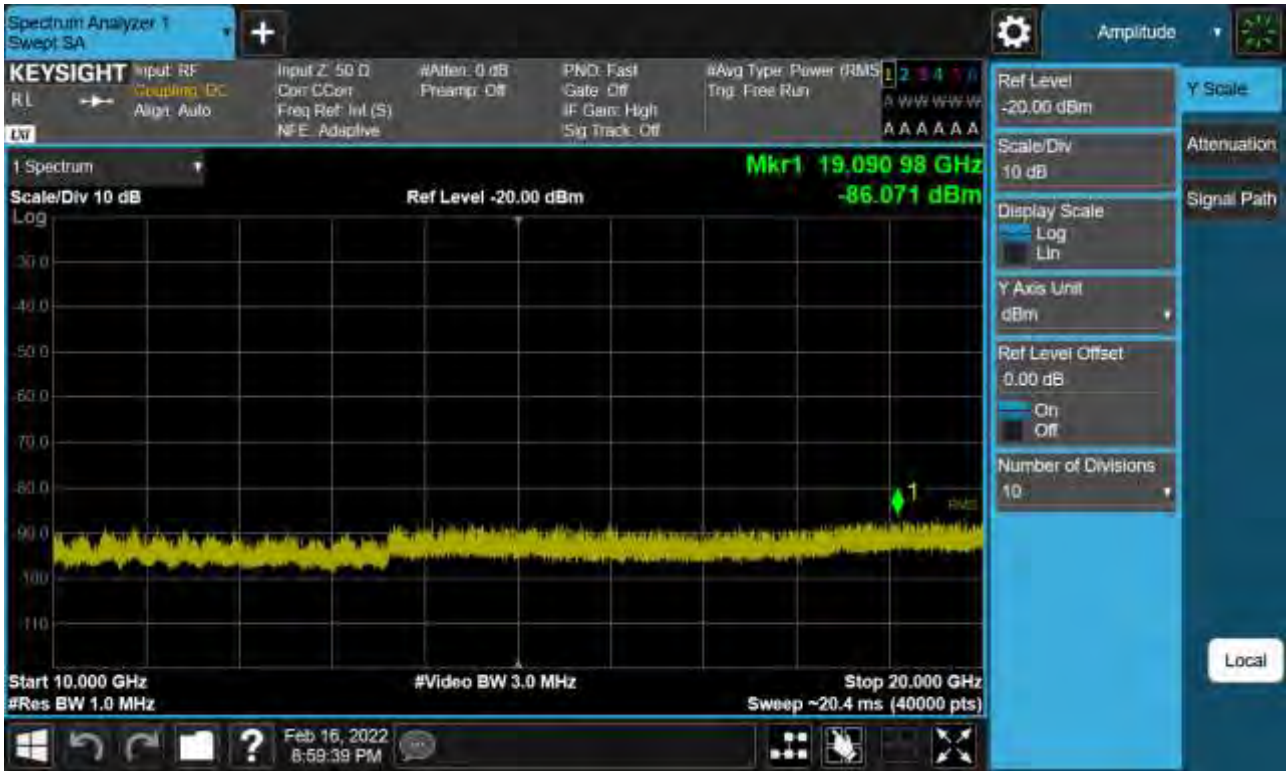 Spectrum Analyzer 1
Swept SA
+
Amplitude
KEYSIGHT
RL
LXI
Input: RF
Coupling: DC
Align: Auto
Input Z: 50 Ω
Corr CCorr
Freq Ref: Int (S)
NFE: Adaptive
#Atten: 0 dB
Preamp: Off
PNO: Fast
Gate: Off
IF Gain: High
Sig Track: Off
#Avg Type: Power (RMS
Trig: Free Run
1 2 3 4 5 6
A W W W W W
A A A A A A
1 Spectrum
Scale/Div 10 dB
Ref Level -20.00 dBm
Mkr1 19.090 98 GHz
-86.071 dBm
Log
-30.0
-40.0
-50.0
-60.0
-70.0
-80.0
-90.0
-100
-110
1
RMS
Start 10.000 GHz
#Res BW 1.0 MHz
#Video BW 3.0 MHz
Stop 20.000 GHz
Sweep ~20.4 ms (40000 pts)
Ref Level
-20.00 dBm
Scale/Div
10 dB
Display Scale
Log
Lin
Y Axis Unit
dBm
Ref Level Offset
0.00 dB
On
Off
Number of Divisions
10
Y Scale
Attenuation
Signal Path
Local
?
Feb 16, 2022
8:59:39 PM